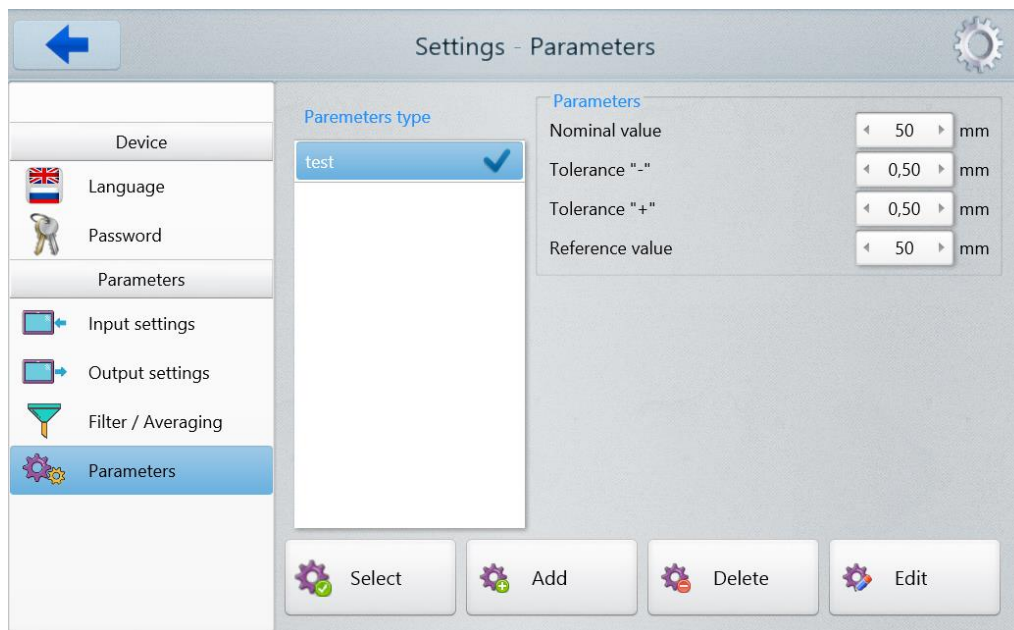 Settings - Parameters
Device
Language
Password
Parameters
Input settings
Output settings
Filter / Averaging
Parameters
Paremeters type
test
Parameters
Nominal value 50 mm
Tolerance "-" 0,50 mm
Tolerance "+" 0,50 mm
Reference value 50 mm
Select Add Delete Edit